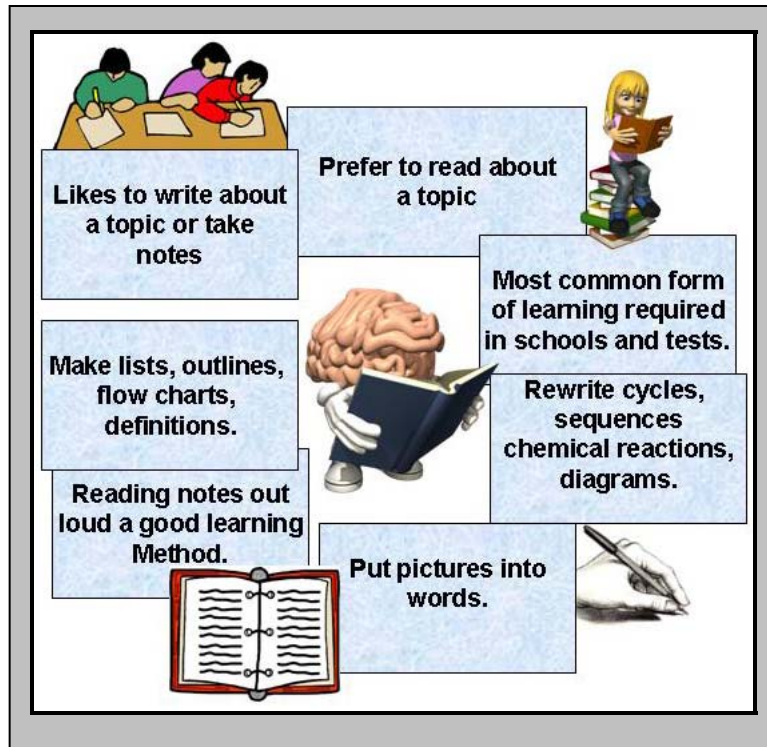 Likes to write about
a topic or take
notes
Prefer to read about
a topic
Most common form
of learning required
in schools and tests.
Make lists, outlines,
flow charts,
definitions.
Rewrite cycles,
sequences
chemical reactions,
diagrams.
Reading notes out
loud a good learning
Method.
Put pictures into
words.